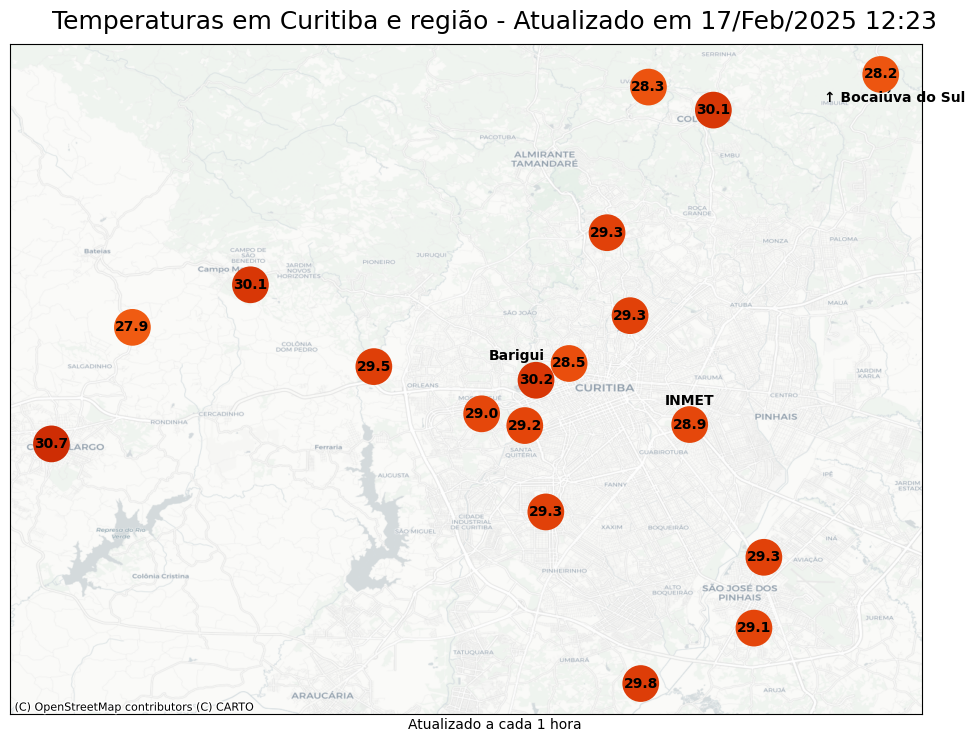 Temperaturas em Curitiba e região - Atualizado em 17/Feb/2025 12:23
SERRINHA
28.2
28.3
↑ Bocaiúva do Sul
30.1
PACOTUBA
ALMIRANTE
TAMANDARÉ
EMBU
ROÇA
GRANDE
29.3
MONZA
PALOMA
Bateias
CAMPO DE
SÃO
BENEDITO
JURUQUI
PIONEIRO
JARDIM
NOVOS
HORIZONTES
30.1
ATUBA
MAUÁ
SÃO JOÃO
29.3
27.9
COLÔNIA
DOM PEDRO
Barigui
28.5
SALGADINHO
29.5
JARDIM
KARLA
30.2
TARUMÃ
ORLEANS
CURITIBA
CENTRO
INMET
29.0
CERCADINHO
PINHAIS
RONDINHA
29.2
28.9
30.7
Ferraria
SANTA
QUITÉRIA
GUABIROTUBA
AUGUSTA
IPÊ
FANNY
JARDIM
ESTADO
29.3
CIDADE
INDUSTRIAL
DE CURITIBA
XAXIM
BOQUEIRÃO
SÃO MIGUEL
Represa do Rio
Verde
INÁ
29.3
AVIAÇÃO
Colônia Cristina
PINHEIRINHO
ALTO
BOQUEIRÃO
SÃO JOSÉ DOS
PINHAIS
JUREMA
29.1
TATUQUARA
UMBARÁ
29.8
ARUJÁ
ARAUCÁRIA
(C) OpenStreetMap contributors (C) CARTO
Atualizado a cada 1 hora